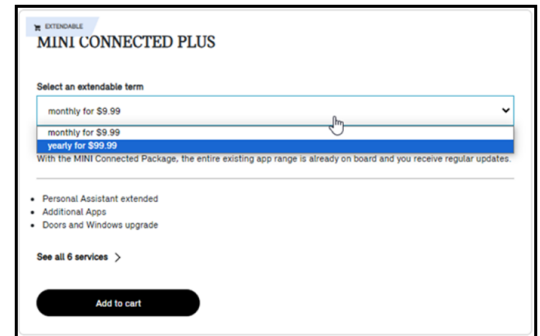 EXTENDABLE
MINI CONNECTED PLUS
Select an extendable term
monthly for $9.99
monthly for $9.99
yearly for $99.99
With the MINI Connected Package, the entire existing app range is already on board and you receive regular updates.
Personal Assistant extended
Additional Apps
Doors and Windows upgrade
See all 6 services
Add to cart